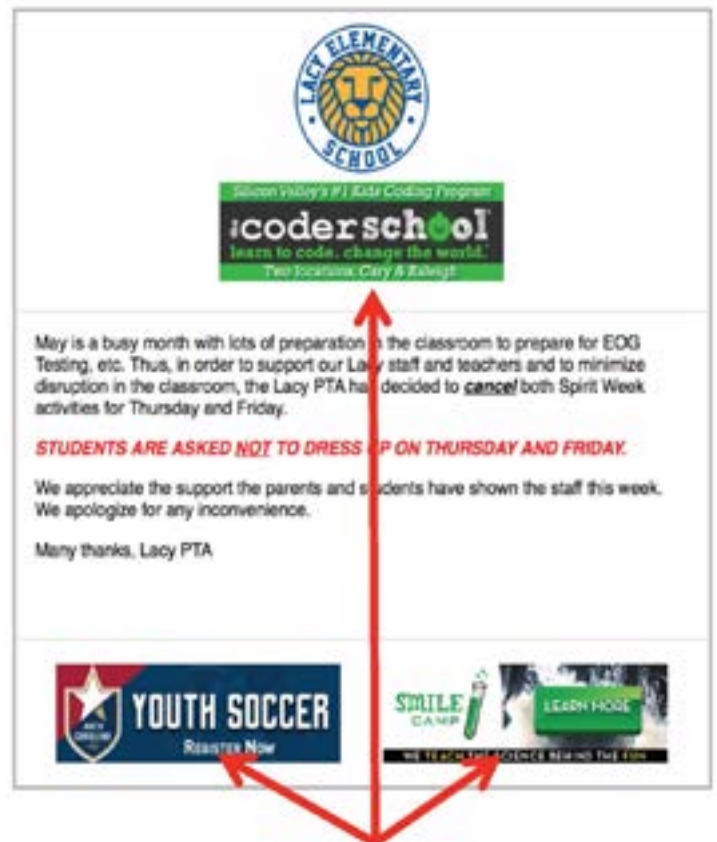 LACY ELEMENTARY
SCHOOL
Silicon Valley's #1 Kids Coding Program
the coder school
learn to code. change the world.
Two locations. Cary & Raleigh
May is a busy month with lots of preparation in the classroom to prepare for EOG
Testing, etc. Thus, in order to support our Lacy staff and teachers and to minimize
disruption in the classroom, the Lacy PTA has decided to cancel both Spirit Week
activities for Thursday and Friday.
STUDENTS ARE ASKED NOT TO DRESS UP ON THURSDAY AND FRIDAY.
We appreciate the support the parents and students have shown the staff this week.
We apologize for any inconvenience.
Many thanks, Lacy PTA
NORTH
CAROLINA
YOUTH SOCCER
REGISTER NOW
SMILE
CAMP
LEARN MORE
WE TEACH THE SCIENCE BEHIND THE FUN